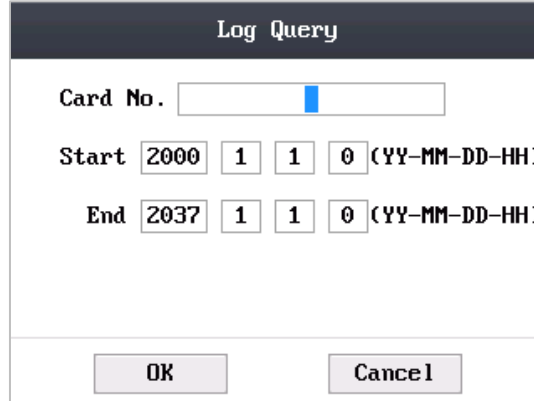 Log Query
Card No.
Start 2000 1 1 0 (YY-MM-DD-HH)
End 2037 1 1 0 (YY-MM-DD-HH)
OK Cancel